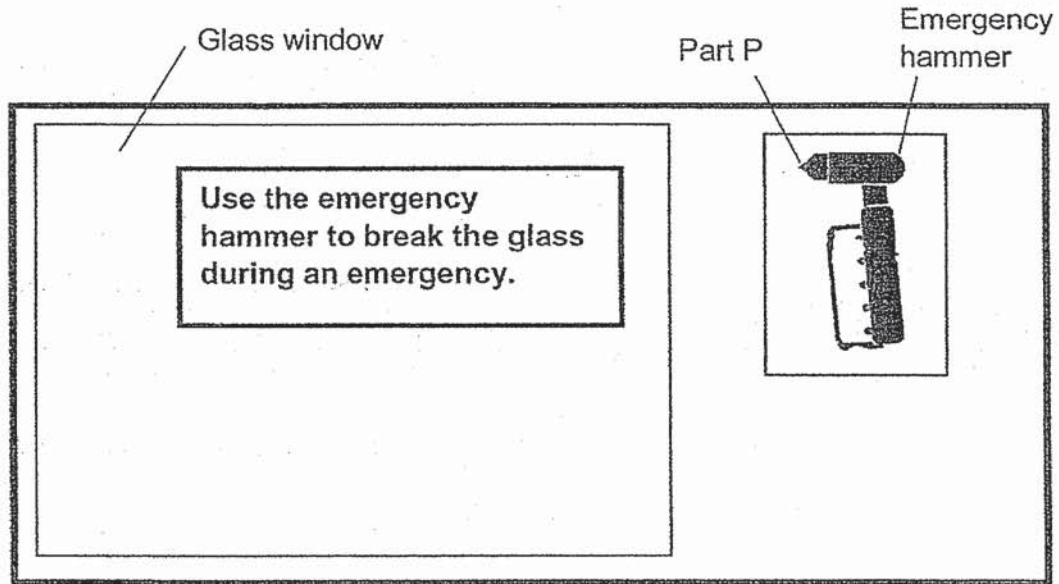 Glass window
Part P
Emergency
hammer
Use the emergency
hammer to break the glass
during an emergency.